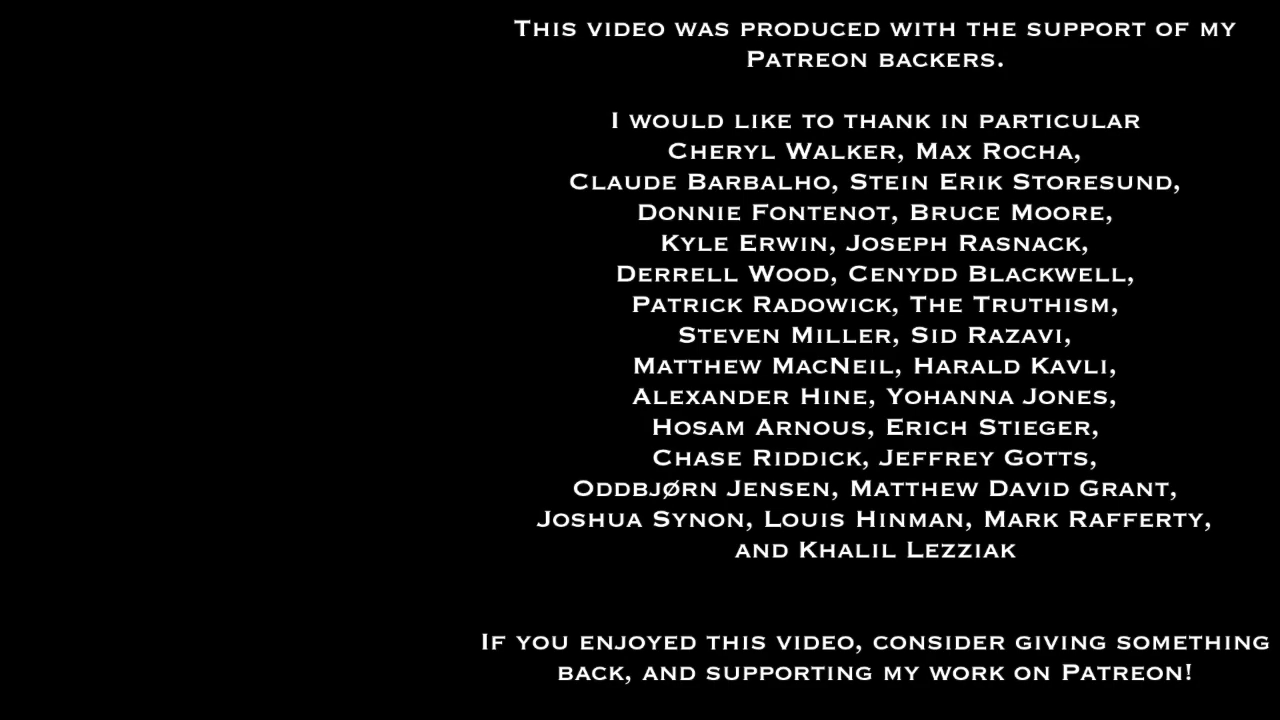 This video was produced with the support of my
Patreon backers.
I would like to thank in particular
Cheryl Walker, Max Rocha,
Claude Barbalho, Stein Erik Storesund,
Donnie Fontenot, Bruce Moore,
Kyle Erwin, Joseph Rasnack,
Derrell Wood, Cenydd Blackwell,
Patrick Radowick, The Truthism,
Steven Miller, Sid Razavi,
Matthew MacNeil, Harald Kavli,
Alexander Hine, Yohanna Jones,
Hosam Arnous, Erich Stieger,
Chase Riddick, Jeffrey Gotts,
Oddbjørn Jensen, Matthew David Grant,
Joshua Synon, Louis Hinman, Mark Rafferty,
and Khalil Lezziak
If you enjoyed this video, consider giving something
back, and supporting my work on Patreon!